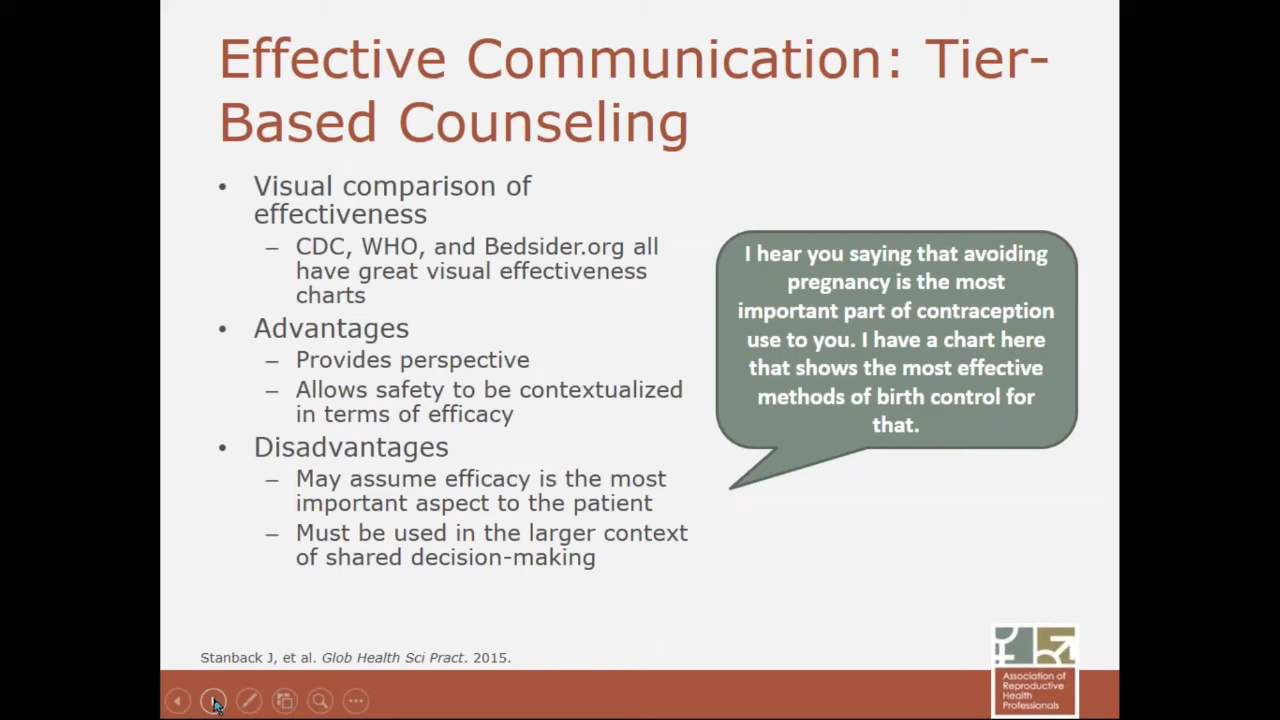 Effective Communication: Tier-
Based Counseling
• Visual comparison of
effectiveness
– CDC, WHO, and Bedsider.org all
have great visual effectiveness
charts
• Advantages
– Provides perspective
– Allows safety to be contextualized
in terms of efficacy
• Disadvantages
– May assume efficacy is the most
important aspect to the patient
– Must be used in the larger context
of shared decision-making
I hear you saying that avoiding
pregnancy is the most
important part of contraception
use to you. I have a chart here
that shows the most effective
methods of birth control for
that.
Stanback J, et al. Glob Health Sci Pract. 2015.
Association of
Reproductive
Health
Professionals